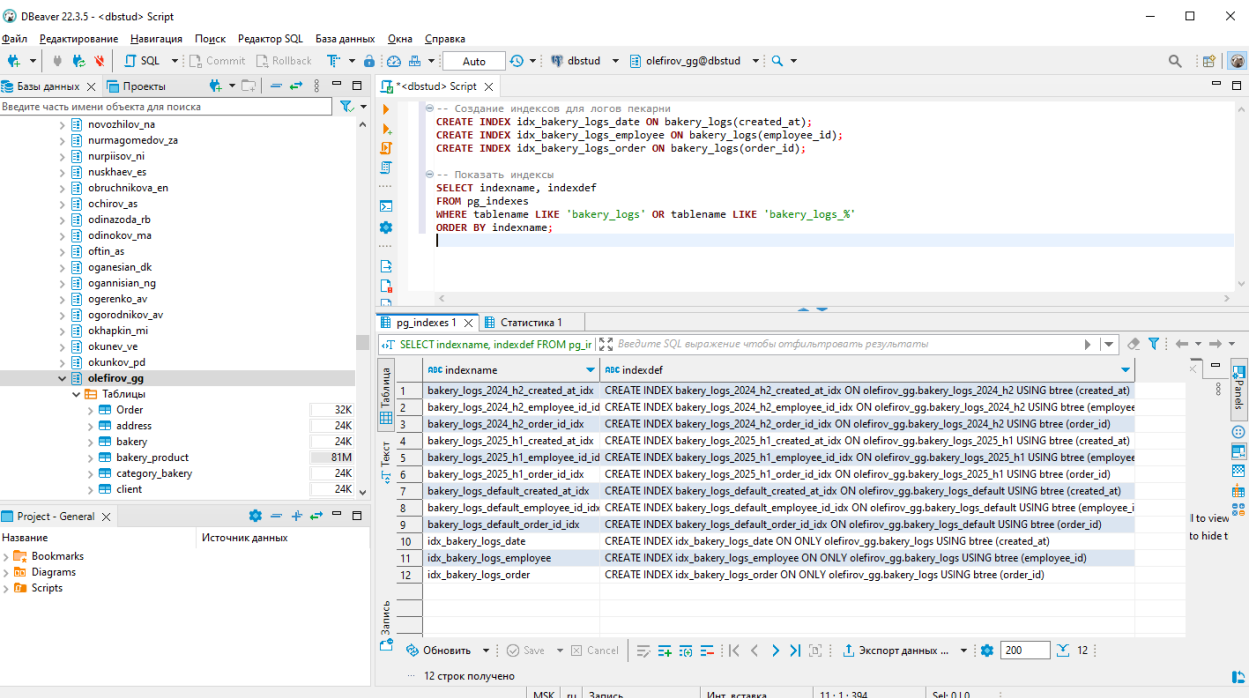 DBeaver 22.3.5 - <dbstud> Script
Файл Редактирование Навигация Поиск Редактор SQL База данных Окна Справка
SQL Commit Rollback Auto dbstud olefirov_gg@dbstud
Базы данных Проекты
Введите часть имени объекта для поиска
novozhilov_na
nurmagomedov_za
nurpiisov_ni
nuskhaev_es
obruchnikova_en
ochirov_as
odinazoda_rb
odinokov_ma
oftin_as
oganesian_dk
ogannisian_ng
ogerenko_av
ogorodnikov_av
okhapkin_mi
okunev_ve
okunkov_pd
olefirov_gg
Таблицы
Order 32K
address 24K
bakery 24K
bakery_product 81M
category_bakery 24K
client 24K
Project - General
Название Источник данных
Bookmarks
Diagrams
Scripts
*<dbstud> Script
-- Создание индексов для логов пекарни
CREATE INDEX idx_bakery_logs_date ON bakery_logs(created_at);
CREATE INDEX idx_bakery_logs_employee ON bakery_logs(employee_id);
CREATE INDEX idx_bakery_logs_order ON bakery_logs(order_id);
-- Показать индексы
SELECT indexname, indexdef
FROM pg_indexes
WHERE tablename LIKE 'bakery_logs' OR tablename LIKE 'bakery_logs_%'
ORDER BY indexname;
pg_indexes 1 Статистика 1
SELECT indexname, indexdef FROM pg_ir Введите SQL выражение чтобы отфильтровать результаты
Таблица
Текст
Запись
ABC indexname ABC indexdef
1 bakery_logs_2024_h2_created_at_idx CREATE INDEX bakery_logs_2024_h2_created_at_idx ON olefirov_gg.bakery_logs_2024_h2 USING btree (created_at)
2 bakery_logs_2024_h2_employee_id_id CREATE INDEX bakery_logs_2024_h2_employee_id_idx ON olefirov_gg.bakery_logs_2024_h2 USING btree (employee
3 bakery_logs_2024_h2_order_id_idx CREATE INDEX bakery_logs_2024_h2_order_id_idx ON olefirov_gg.bakery_logs_2024_h2 USING btree (order_id)
4 bakery_logs_2025_h1_created_at_idx CREATE INDEX bakery_logs_2025_h1_created_at_idx ON olefirov_gg.bakery_logs_2025_h1 USING btree (created_at)
5 bakery_logs_2025_h1_employee_id_id CREATE INDEX bakery_logs_2025_h1_employee_id_idx ON olefirov_gg.bakery_logs_2025_h1 USING btree (employee
6 bakery_logs_2025_h1_order_id_idx CREATE INDEX bakery_logs_2025_h1_order_id_idx ON olefirov_gg.bakery_logs_2025_h1 USING btree (order_id)
7 bakery_logs_default_created_at_idx CREATE INDEX bakery_logs_default_created_at_idx ON olefirov_gg.bakery_logs_default USING btree (created_at)
8 bakery_logs_default_employee_id_idx CREATE INDEX bakery_logs_default_employee_id_idx ON olefirov_gg.bakery_logs_default USING btree (employee_i
9 bakery_logs_default_order_id_idx CREATE INDEX bakery_logs_default_order_id_idx ON olefirov_gg.bakery_logs_default USING btree (order_id)
10 idx_bakery_logs_date CREATE INDEX idx_bakery_logs_date ON ONLY olefirov_gg.bakery_logs USING btree (created_at)
11 idx_bakery_logs_employee CREATE INDEX idx_bakery_logs_employee ON ONLY olefirov_gg.bakery_logs USING btree (employee_id)
12 idx_bakery_logs_order CREATE INDEX idx_bakery_logs_order ON ONLY olefirov_gg.bakery_logs USING btree (order_id)
Panels
to view
to hide t
Обновить Save Cancel Экспорт данных ... 200 12
12 строк получено
MSK ru Запись Инт. вставка 11 : 1 : 394 Sel: 0 | 0